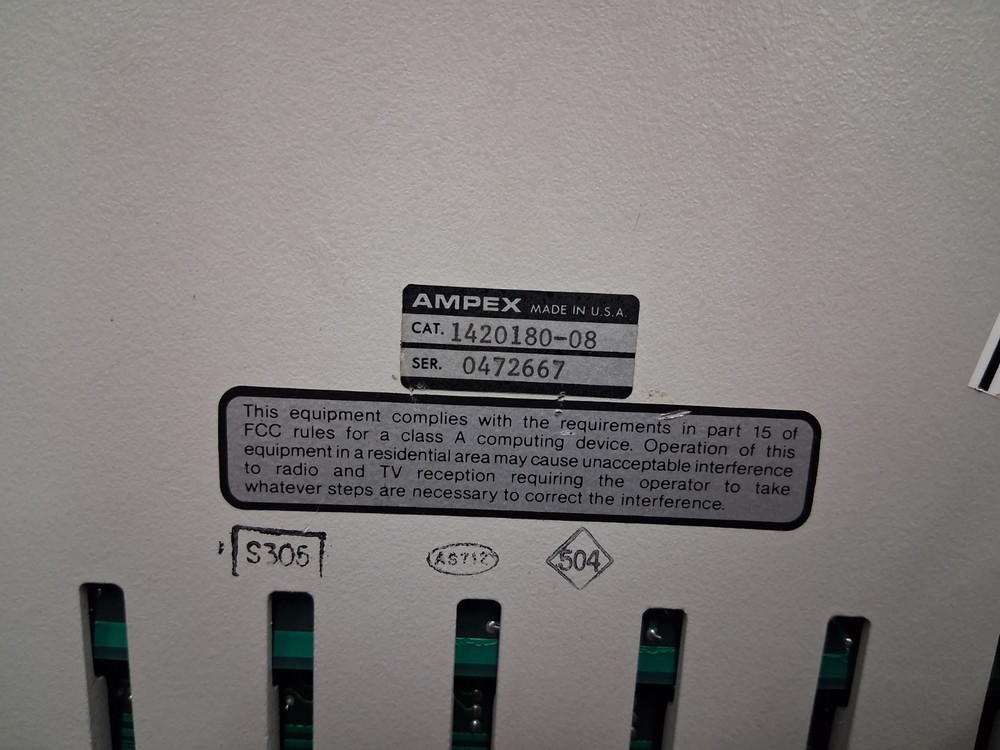 AMPEX MADE IN U.S.A.
CAT. 1420180-08
SER. 0472667
This equipment complies with the requirements in part 15 of
FCC rules for a class A computing device. Operation of this
equipment in a residential area may cause unacceptable interference
to radio and TV reception requiring the operator to take
whatever steps are necessary to correct the interference.
S305 AS712 504